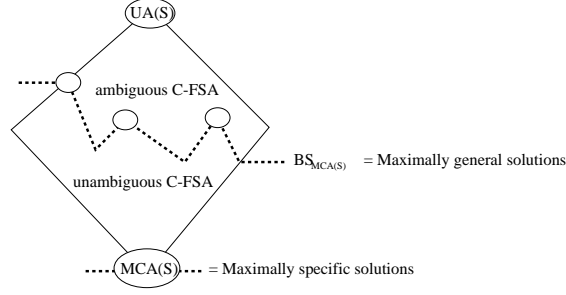 UA(S)
ambiguous C-FSA
BS_MCA(S) = Maximally general solutions
unambiguous C-FSA
MCA(S) = Maximally specific solutions